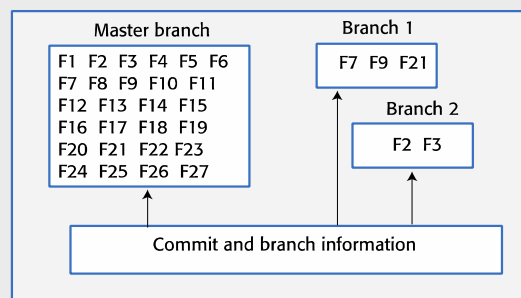 Master branch
F1 F2 F3 F4 F5 F6
F7 F8 F9 F10 F11
F12 F13 F14 F15
F16 F17 F18 F19
F20 F21 F22 F23
F24 F25 F26 F27
Branch 1
F7 F9 F21
Branch 2
F2 F3
Commit and branch information